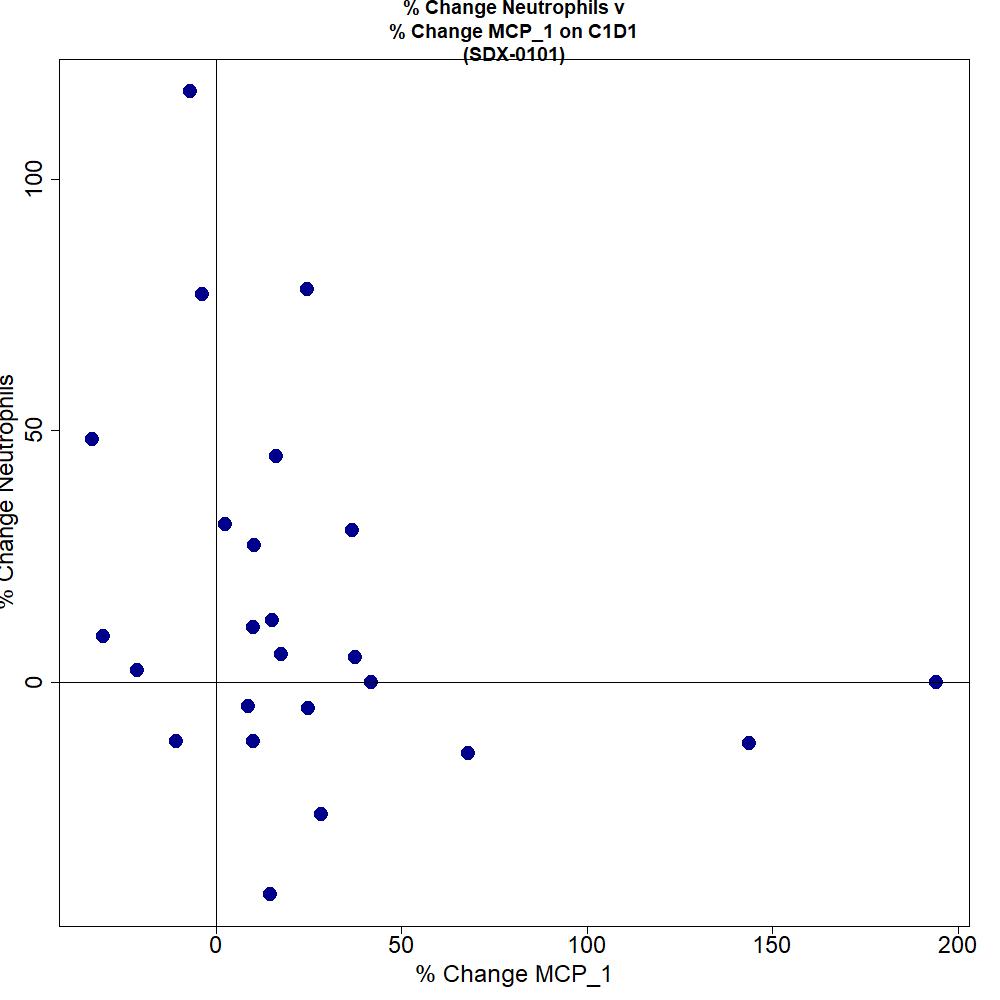 % Change Neutrophils v
% Change MCP_1 on C1D1
(SDX-0101)
100
50
0
% Change Neutrophils
0 50 100 150 200
% Change MCP_1